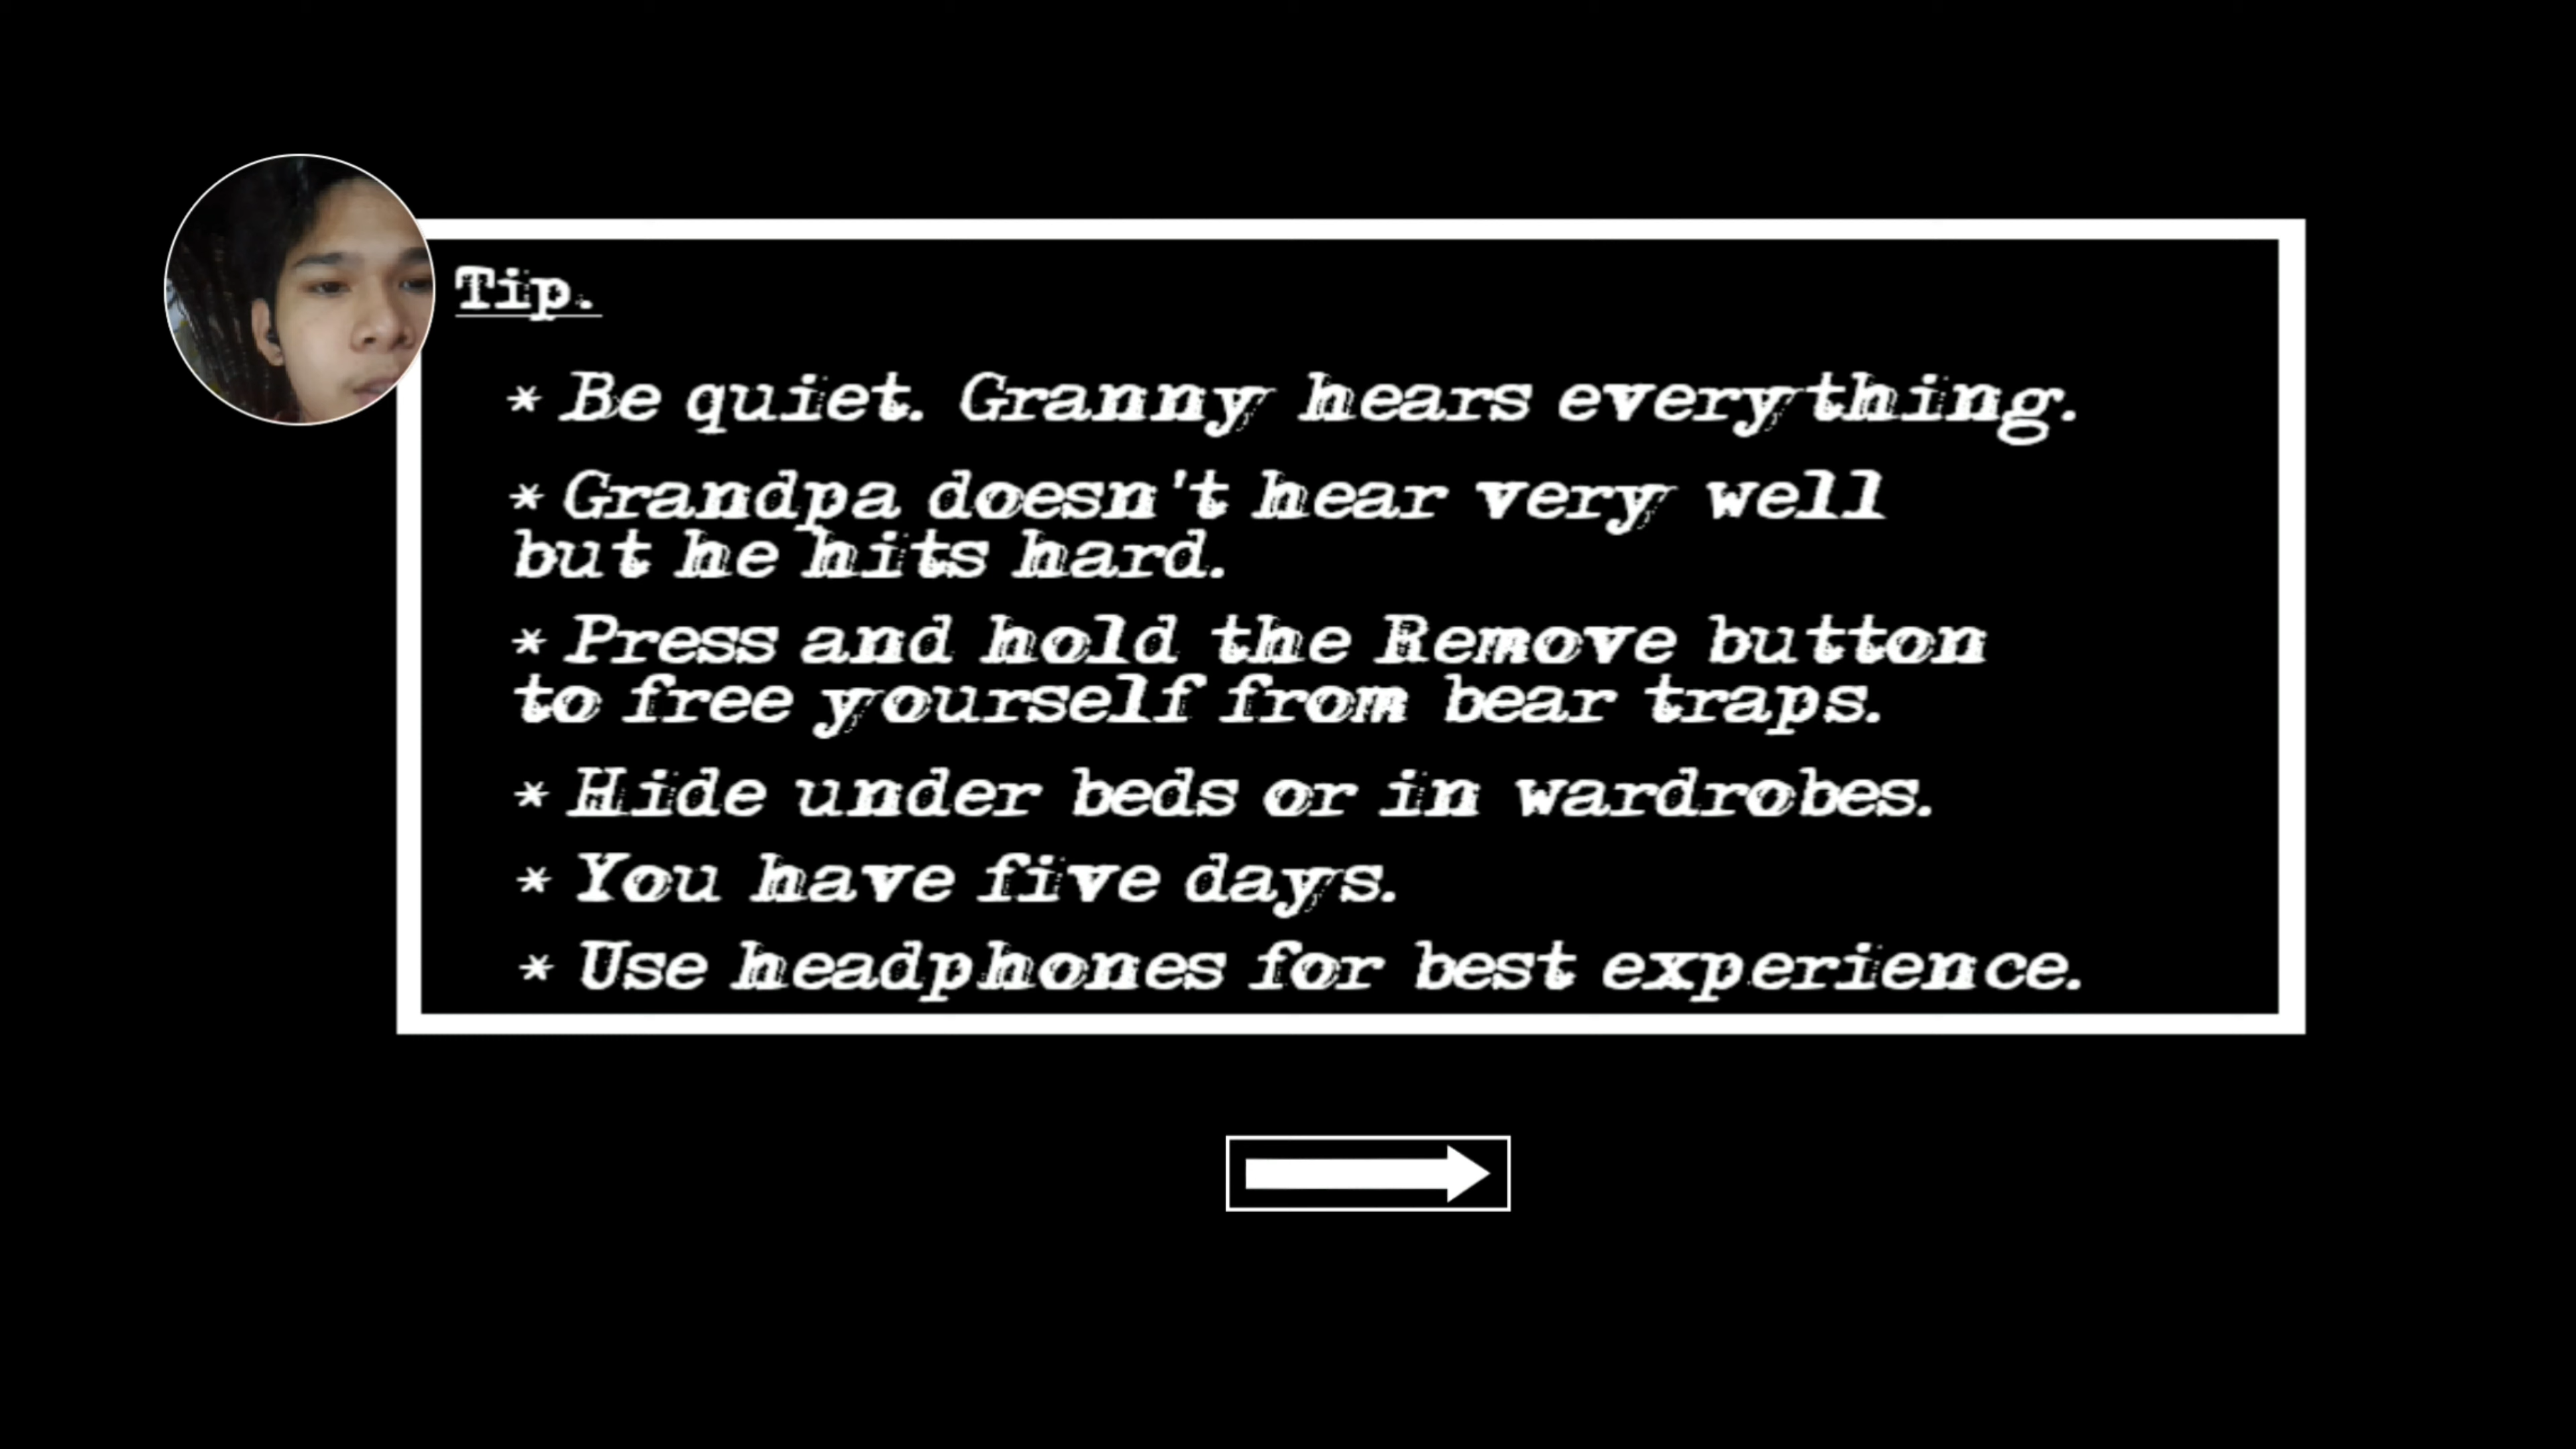 Tip.
* Be quiet. Granny hears everything.
* Grandpa doesn't hear very well
but he hits hard.
* Press and hold the Remove button
to free yourself from bear traps.
* Hide under beds or in wardrobes.
* You have five days.
* Use headphones for best experience.